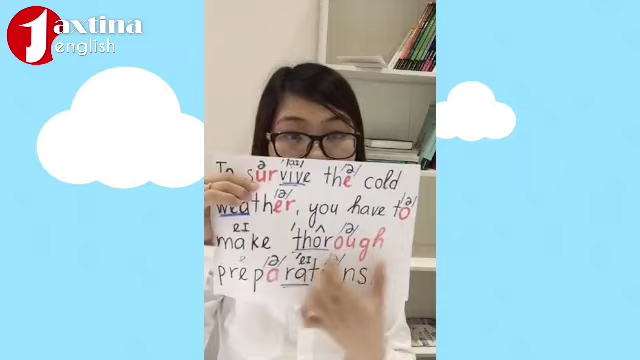 Jaxtina
english
To survive the cold
weather, you have to
make thorough
preparations.